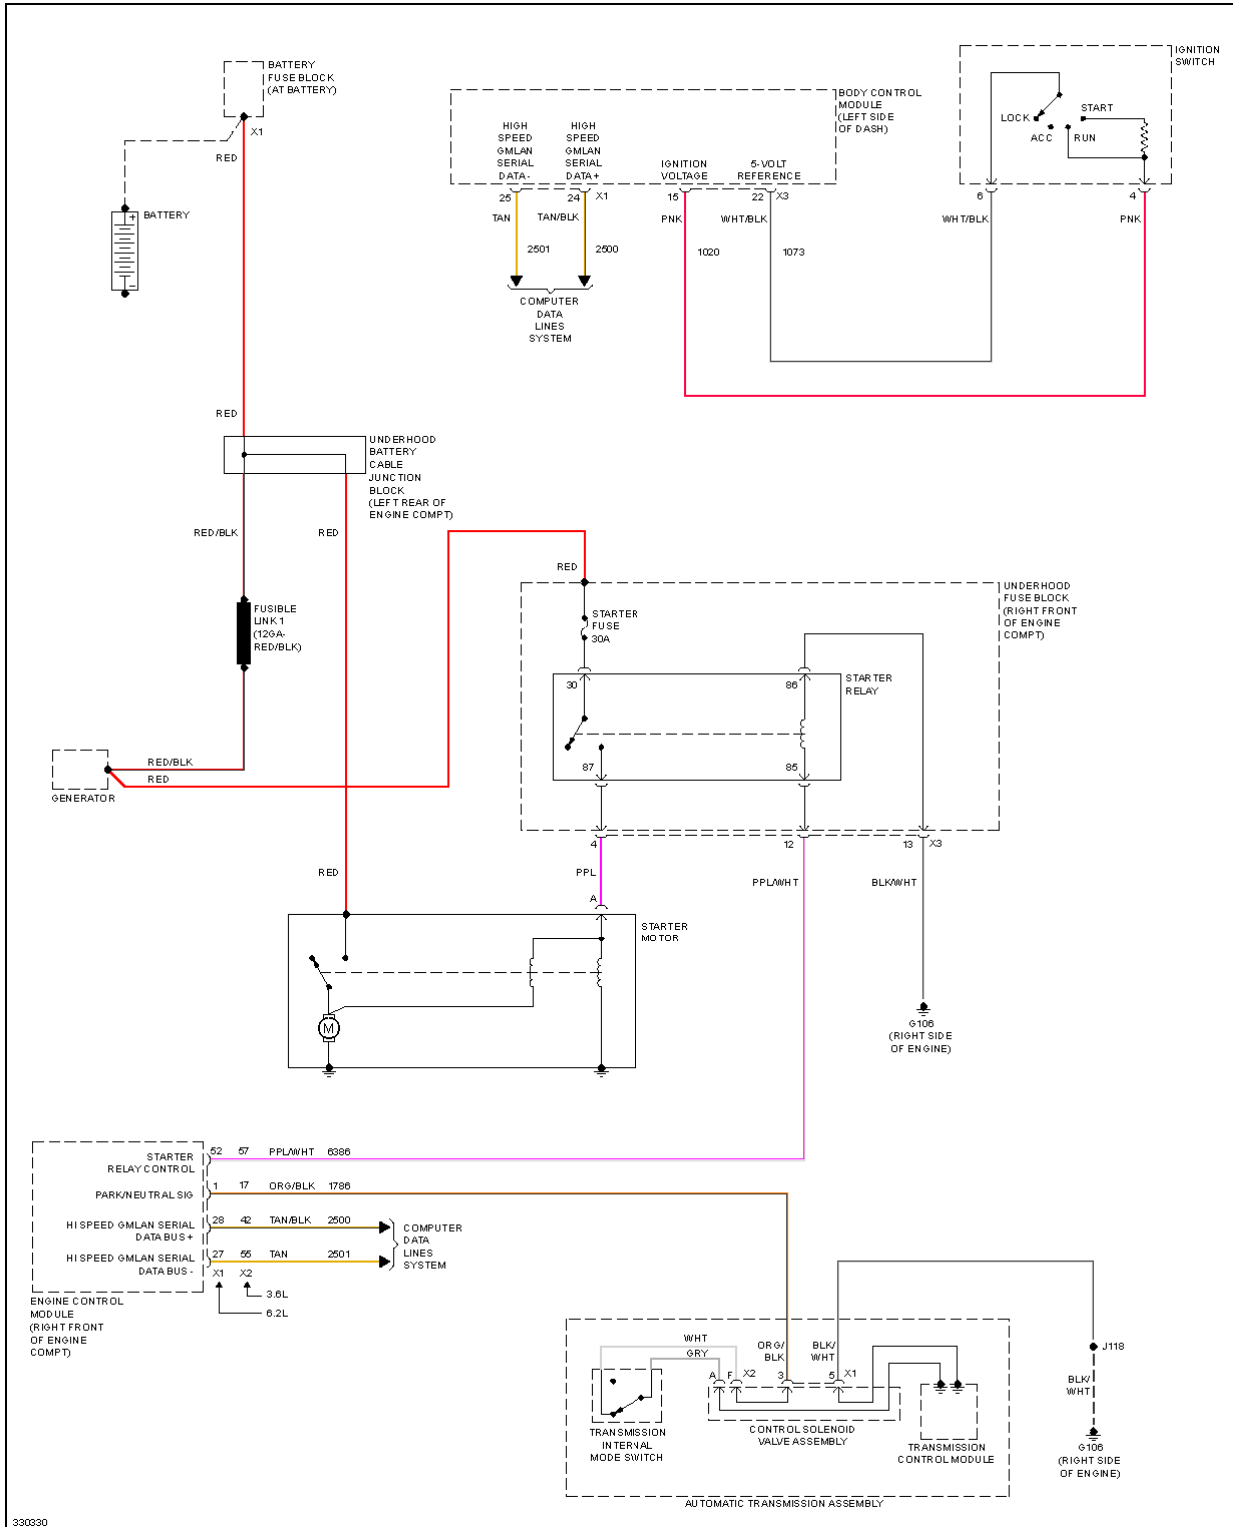 BATTERY
FUSE BLOCK
(AT BATTERY)
X1
RED
BATTERY
+
–
BODY CONTROL
MODULE
(LEFT SIDE
OF DASH)
HIGH
SPEED
GMLAN
SERIAL
DATA-
HIGH
SPEED
GMLAN
SERIAL
DATA+
IGNITION
VOLTAGE
5-VOLT
REFERENCE
25
24
X1
15
22
X3
TAN
TAN/BLK
PNK
WHT/BLK
2501
2500
1020
1073
COMPUTER
DATA
LINES
SYSTEM
IGNITION
SWITCH
LOCK
ACC
RUN
START
6
4
WHT/BLK
PNK
RED
UNDERHOOD
BATTERY
CABLE
JUNCTION
BLOCK
(LEFT REAR OF
ENGINE COMPT)
RED/BLK
RED
FUSIBLE
LINK 1
(12GA-
RED/BLK)
RED
UNDERHOOD
FUSE BLOCK
(RIGHT FRONT
OF ENGINE
COMPT)
STARTER
FUSE
30A
30
86
STARTER
RELAY
87
85
GENERATOR
RED/BLK
RED
4
12
13
X3
RED
PPL
PPL/WHT
BLK/WHT
A
STARTER
MOTOR
M
G106
(RIGHT SIDE
OF ENGINE)
STARTER
RELAY CONTROL
52
57
PPL/WHT
6386
PARK/NEUTRAL SIG
1
17
ORG/BLK
1786
HI SPEED GMLAN SERIAL
DATA BUS +
28
42
TAN/BLK
2500
HI SPEED GMLAN SERIAL
DATA BUS -
27
55
TAN
2501
X1
X2
3.6L
6.2L
COMPUTER
DATA
LINES
SYSTEM
ENGINE CONTROL
MODULE
(RIGHT FRONT
OF ENGINE
COMPT)
WHT
GRY
ORG/
BLK
BLK/
WHT
A
F
X2
3
5
X1
TRANSMISSION
INTERNAL
MODE SWITCH
CONTROL SOLENOID
VALVE ASSEMBLY
TRANSMISSION
CONTROL MODULE
J118
BLK/
WHT
G106
(RIGHT SIDE
OF ENGINE)
AUTOMATIC TRANSMISSION ASSEMBLY
330330